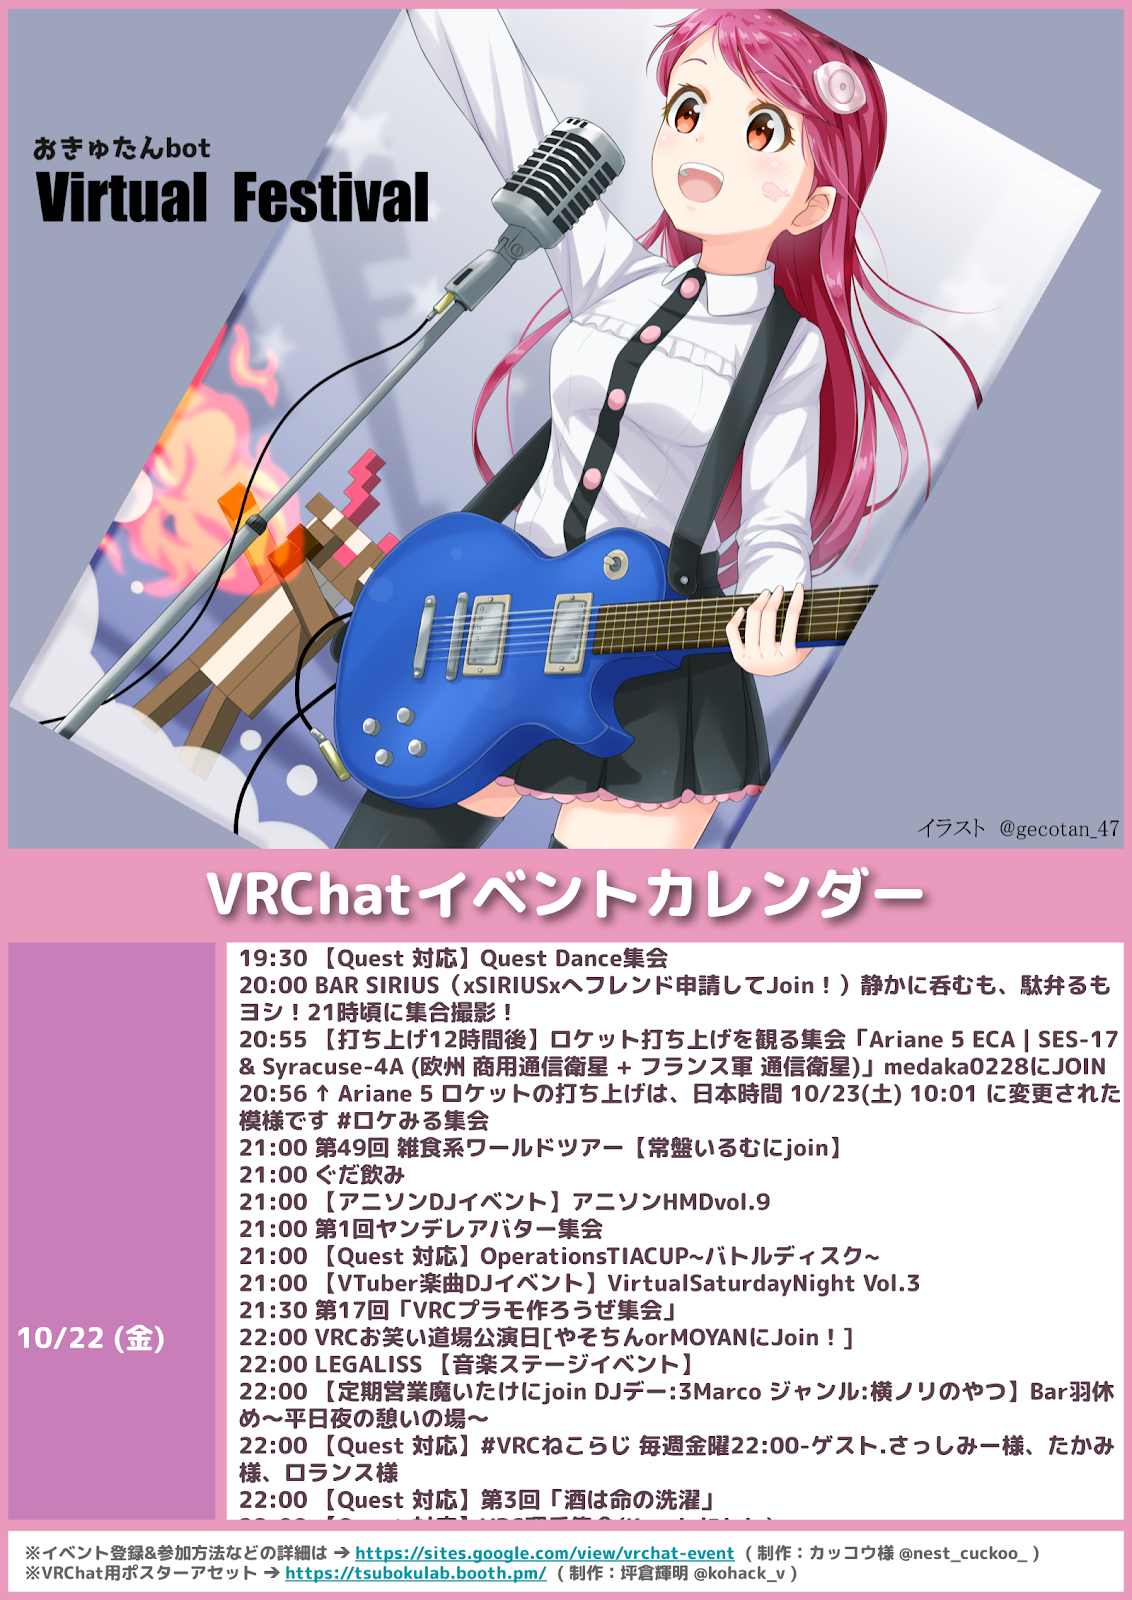 おきゅたんbot
Virtual Festival
イラスト @gecotan_47
VRChatイベントカレンダー
10/22 (金)
19:30 【Quest 対応】Quest Dance集会
20:00 BAR SIRIUS（xSIRIUSxへフレンド申請してJoin！）静かに呑むも、駄弁るも
ヨシ！21時頃に集合撮影！
20:55 【打ち上げ12時間後】ロケット打ち上げを観る集会「Ariane 5 ECA | SES-17
& Syracuse-4A (欧州 商用通信衛星 + フランス軍 通信衛星)」medaka0228にJOIN
20:56 ↑ Ariane 5 ロケットの打ち上げは、日本時間 10/23(土) 10:01 に変更された
模様です #ロケみる集会
21:00 第49回 雑食系ワールドツアー【常盤いるむにjoin】
21:00 ぐだ飲み
21:00 【アニソンDJイベント】アニソンHMDvol.9
21:00 第1回ヤンデレアバター集会
21:00 【Quest 対応】OperationsTIACUP~バトルディスク~
21:00 【VTuber楽曲DJイベント】VirtualSaturdayNight Vol.3
21:30 第17回「VRCプラモ作ろうぜ集会」
22:00 VRCお笑い道場公演日[やそちんorMOYANにJoin！]
22:00 LEGALISS 【音楽ステージイベント】
22:00 【定期営業魔いたけにjoin DJデー:3Marco ジャンル:横ノリのやつ】Bar羽休
め～平日夜の憩いの場～
22:00 【Quest 対応】#VRCねこらじ 毎週金曜22:00-ゲスト.さっしみー様、たかみ
様、ロランス様
22:00 【Quest 対応】第3回「酒は命の洗濯」
※イベント登録&参加方法などの詳細は → https://sites.google.com/view/vrchat-event ( 制作：カッコウ様 @nest_cuckoo_ )
※VRChat用ポスターアセット → https://tsubokulab.booth.pm/ ( 制作：坪倉輝明 @kohack_v )